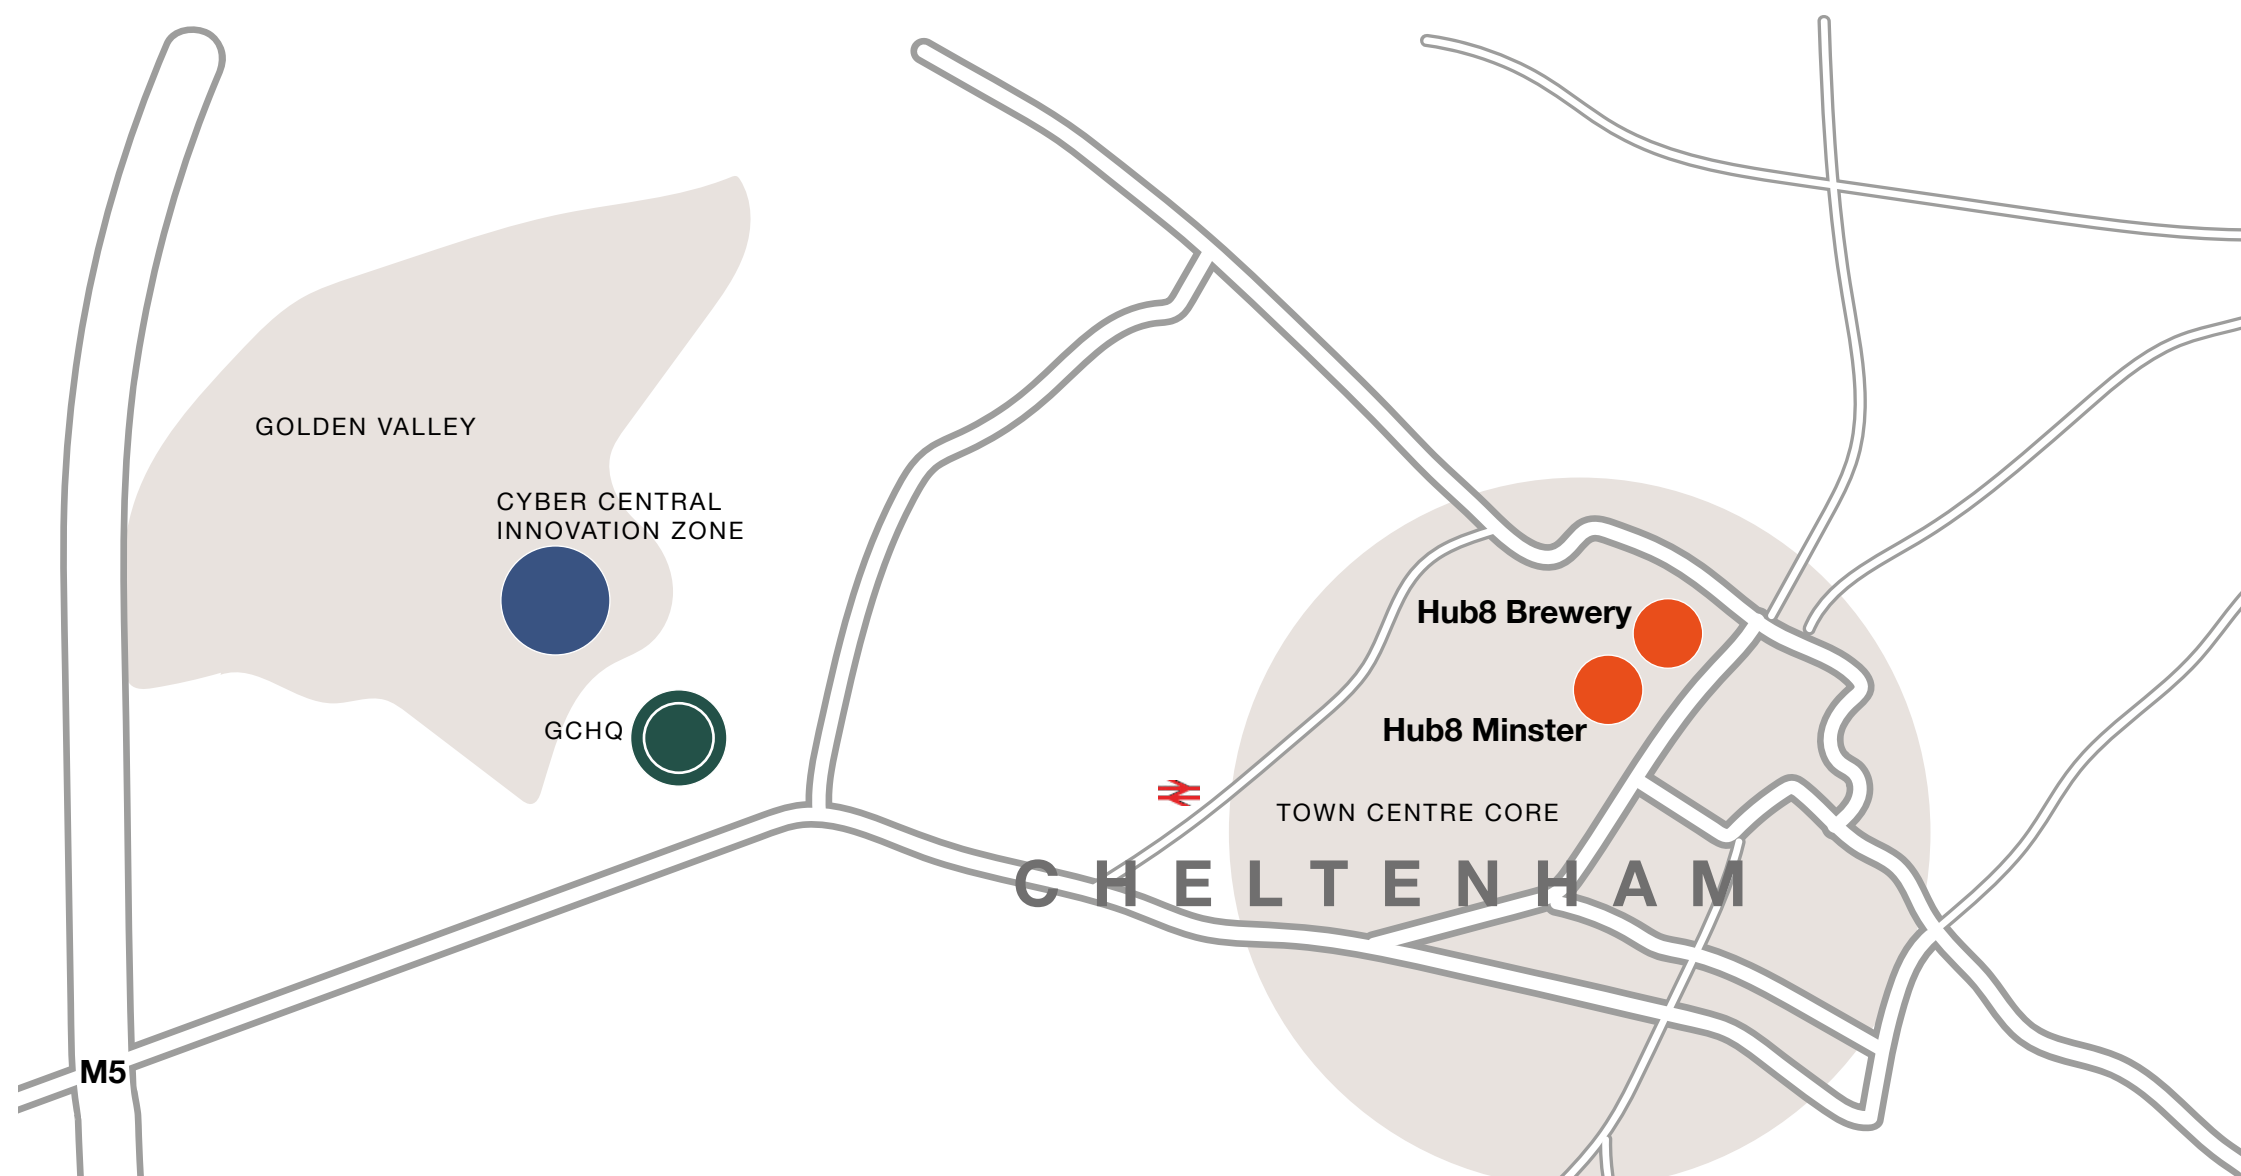 GOLDEN VALLEY
CYBER CENTRAL
INNOVATION ZONE
GCHQ
Hub8 Brewery
Hub8 Minster
TOWN CENTRE CORE
CHELTENHAM
M5